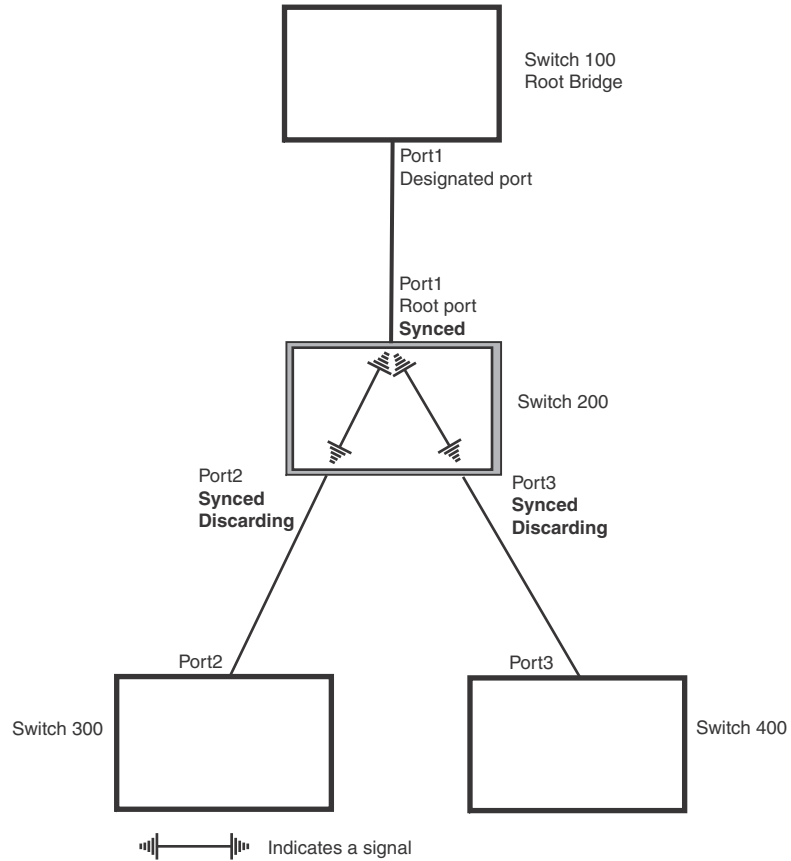 Switch 100
Root Bridge
Port1
Designated port
Port1
Root port
Synced
Switch 200
Port2
Synced
Discarding
Port3
Synced
Discarding
Port2
Port3
Switch 300
Switch 400
Indicates a signal